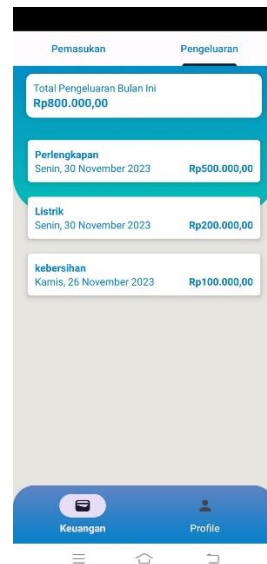 Pemasukan Pengeluaran
Total Pengeluaran Bulan Ini
Rp800.000,00
Perlengkapan
Senin, 30 November 2023 Rp500.000,00
Listrik
Senin, 30 November 2023 Rp200.000,00
kebersihan
Kamis, 26 November 2023 Rp100.000,00
Keuangan Profile